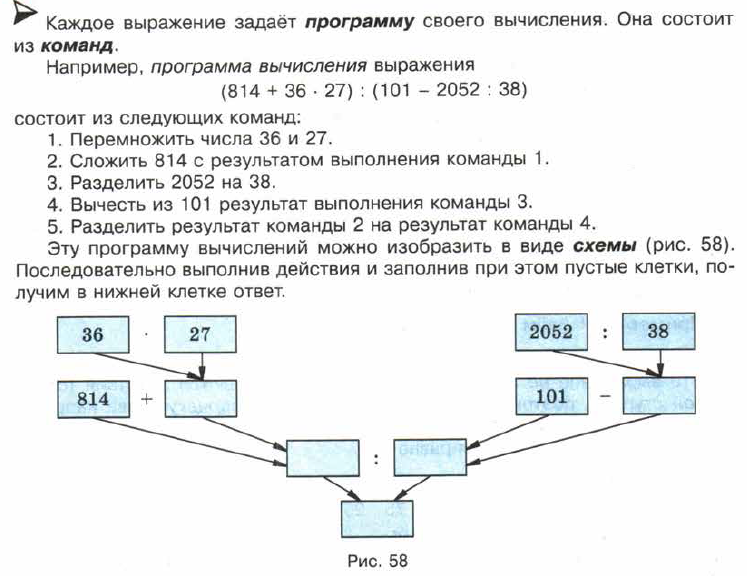 Каждое выражение задаёт программу своего вычисления. Она состоит
из команд.
Например, программа вычисления выражения
(814 + 36 · 27) : (101 – 2052 : 38)
состоит из следующих команд:
1. Перемножить числа 36 и 27.
2. Сложить 814 с результатом выполнения команды 1.
3. Разделить 2052 на 38.
4. Вычесть из 101 результат выполнения команды 3.
5. Разделить результат команды 2 на результат команды 4.
Эту программу вычислений можно изобразить в виде схемы (рис. 58).
Последовательно выполнив действия и заполнив при этом пустые клетки, по-
лучим в нижней клетке ответ.
36 · 27 2052 : 38
814 + 101 –
:
Рис. 58